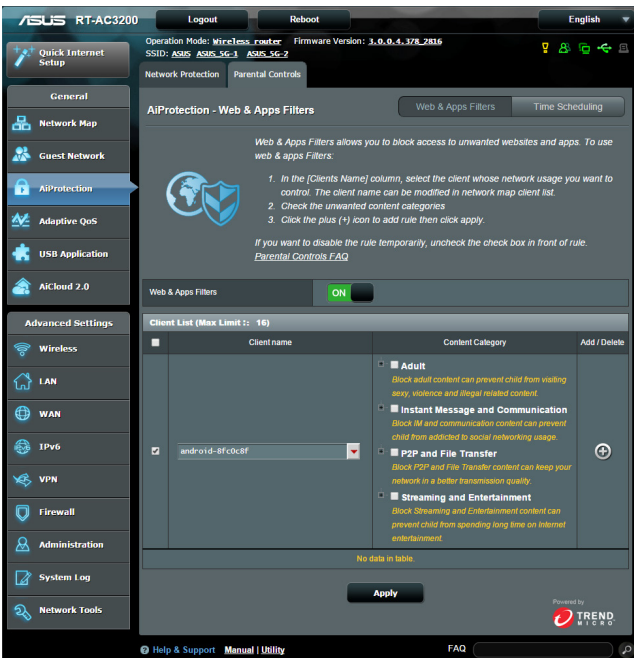 ASUS RT-AC3200 Logout Reboot English
Quick Internet Setup
Operation Mode: Wireless router Firmware Version: 3.0.0.4.378_2816
SSID: ASUS ASUS_5G-1 ASUS_5G-2
Network Protection Parental Controls
General
Network Map
Guest Network
AiProtection
Adaptive QoS
USB Application
AiCloud 2.0
Advanced Settings
Wireless
LAN
WAN
IPv6
VPN
Firewall
Administration
System Log
Network Tools
AiProtection - Web & Apps Filters Web & Apps Filters Time Scheduling
Web & Apps Filters allows you to block access to unwanted websites and apps. To use
web & apps Filters:
1. In the [Clients Name] column, select the client whose network usage you want to
control. The client name can be modified in network map client list.
2. Check the unwanted content categories
3. Click the plus (+) icon to add rule then click apply.
If you want to disable the rule temporarily, uncheck the check box in front of rule.
Parental Controls FAQ
Web & Apps Filters ON
Client List (Max Limit : 16)
Client name Content Category Add / Delete
android-8fc0c8f
Adult
Block adult content can prevent child from visiting
sexy, violence and illegal related content.
Instant Message and Communication
Block IM and communication content can prevent
child from addicted to social networking usage.
P2P and File Transfer
Block P2P and File Transfer content can keep your
network in a better transmission quality.
Streaming and Entertainment
Block Streaming and Entertainment content can
prevent child from spending long time on Internet
entertainment.
No data in table.
Apply
Powered by
TREND
MICRO
Help & Support Manual | Utility FAQ